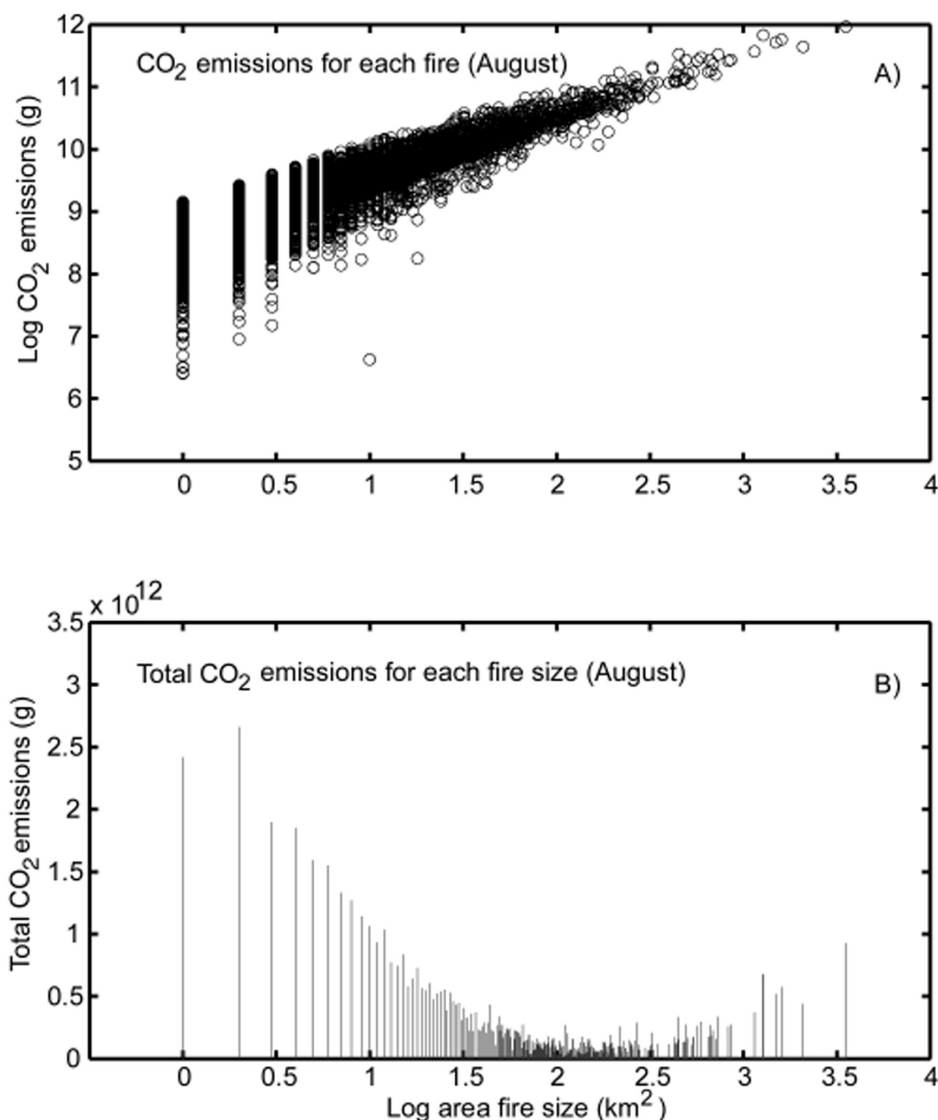 12
CO2 emissions for each fire (August)
A)
11
10
9
8
7
6
5
Log CO2 emissions (g)
0 0.5 1 1.5 2 2.5 3 3.5 4
x 10^12
3.5
Total CO2 emissions for each fire size (August)
B)
3
2.5
2
1.5
1
0.5
0
Total CO2 emissions (g)
0 0.5 1 1.5 2 2.5 3 3.5 4
Log area fire size (km^2)